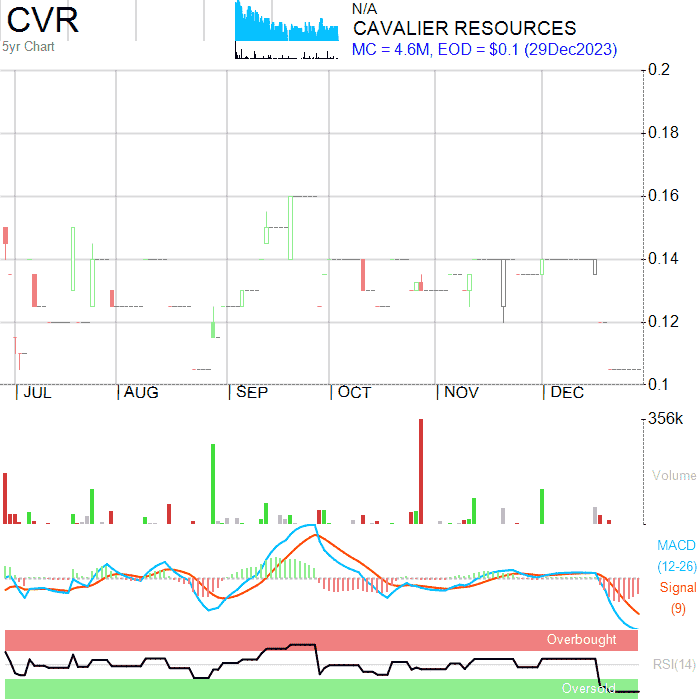 CVR
5yr Chart
N/A
CAVALIER RESOURCES
MC = 4.6M, EOD = $0.1 (29Dec2023)
0.2
0.18
0.16
0.14
0.12
0.1
JUL AUG SEP OCT NOV DEC
356k
Volume
MACD
(12-26)
Signal
(9)
Overbought
RSI(14)
Oversold